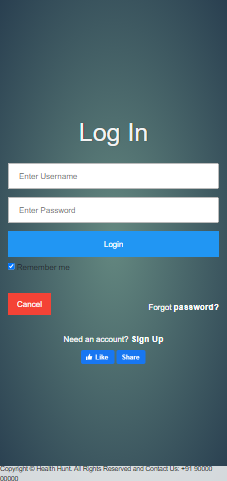 Log In
Enter Username
Enter Password
Login
Remember me
Cancel
Forgot password?
Need an account? Sign Up
Like Share
Copyright © Health Hunt. All Rights Reserved and Contact Us: +91 90000
00000